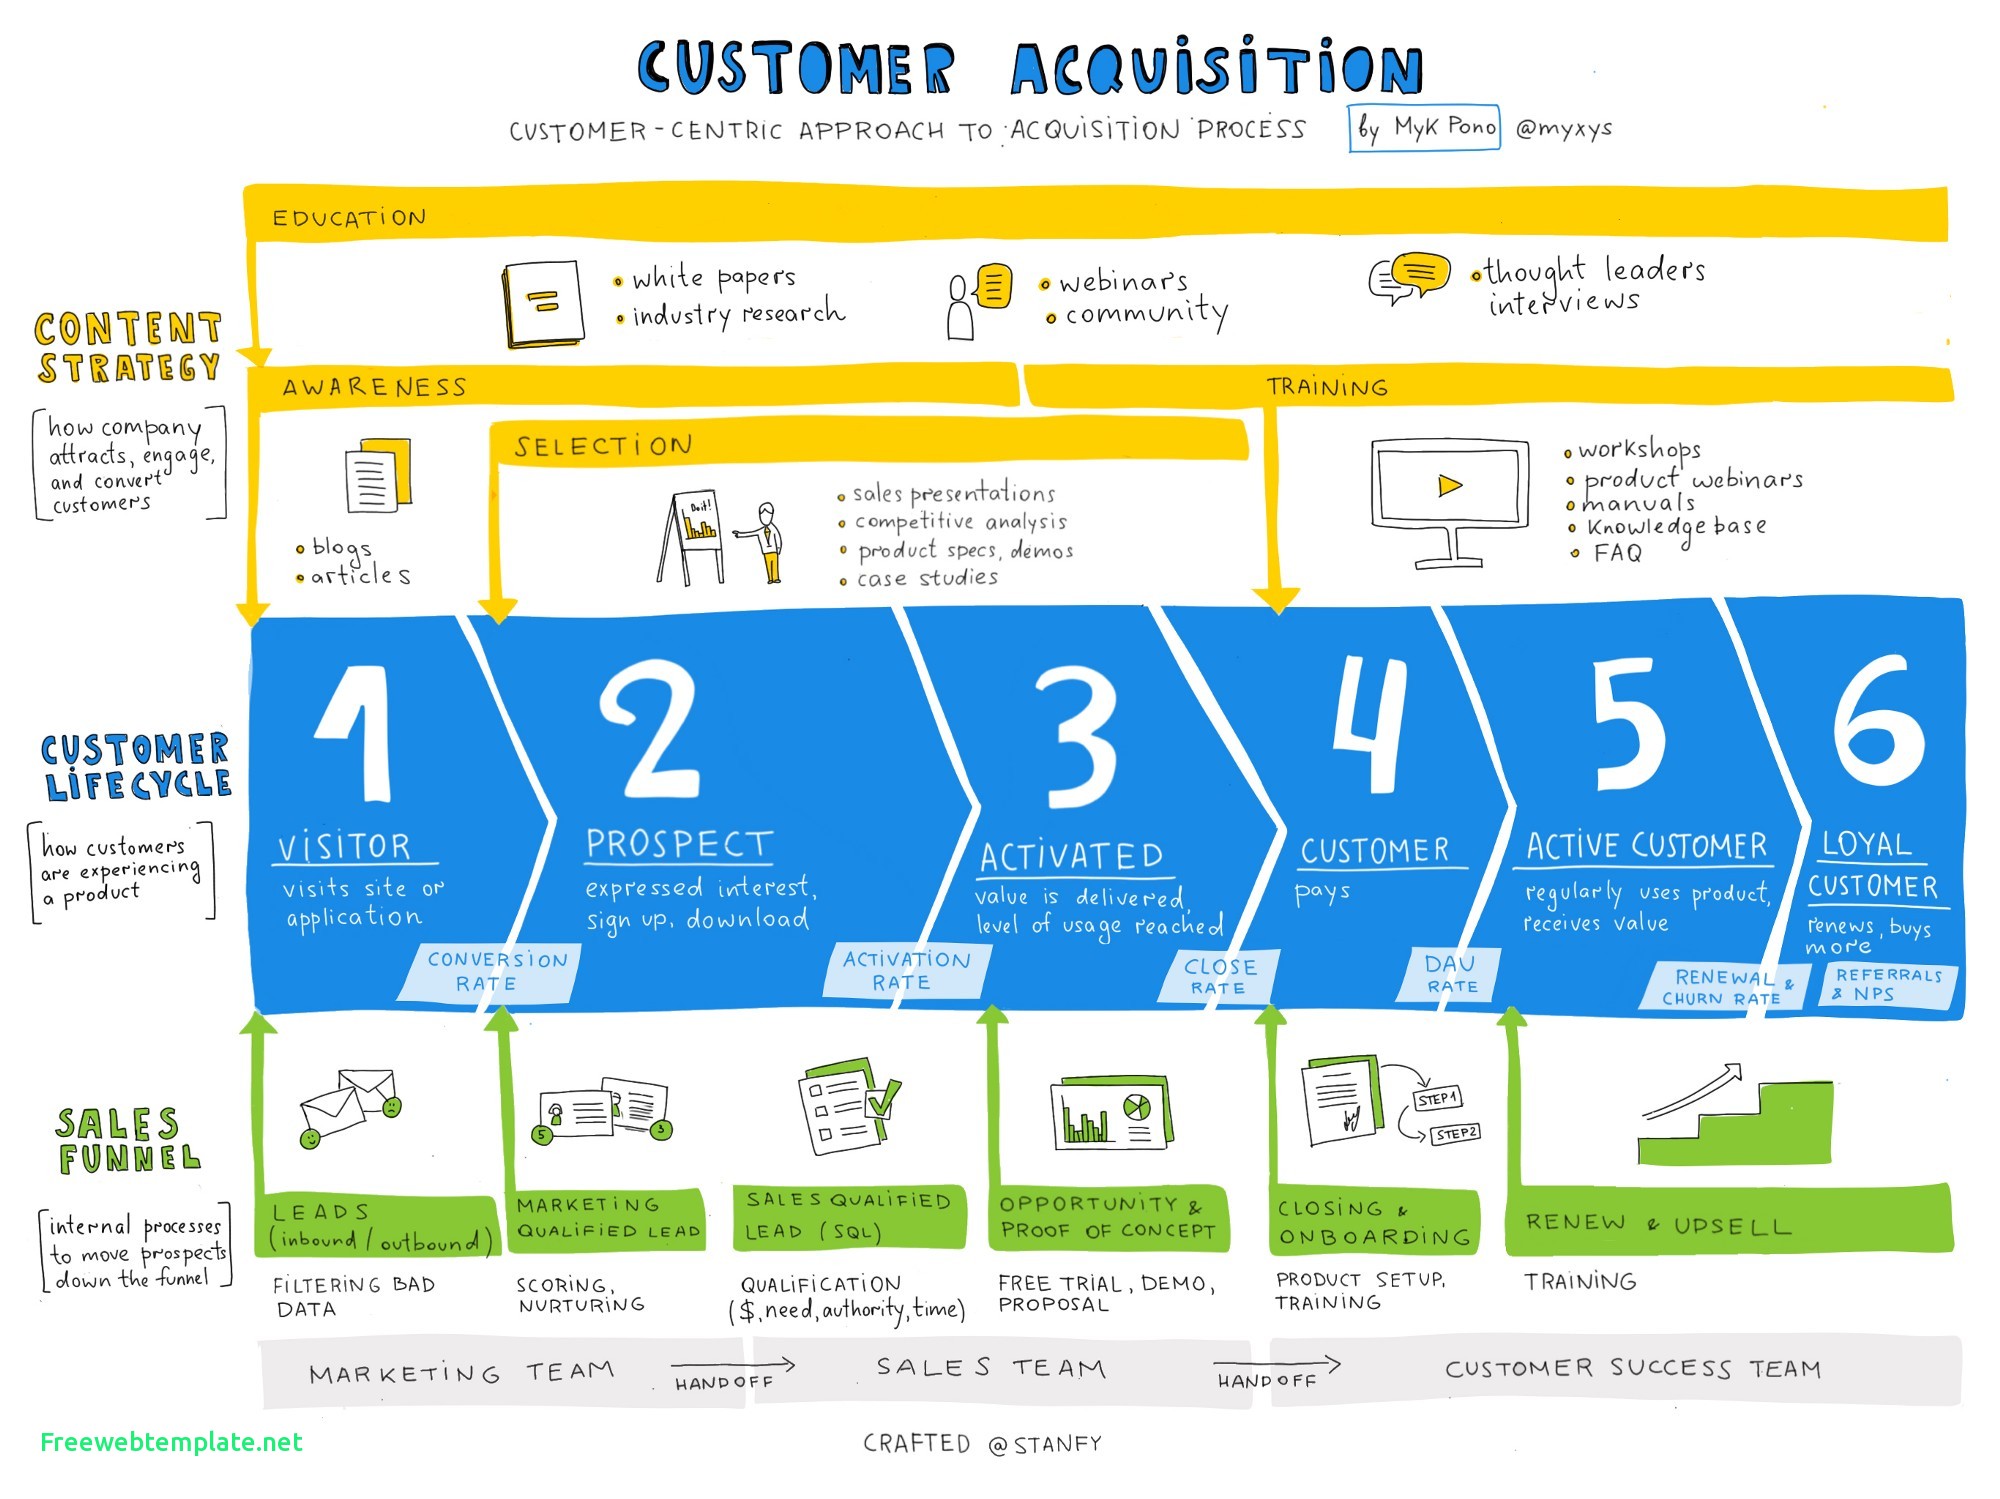 CUSTOMER ACQUISITION
CUSTOMER-CENTRIC APPROACH TO ACQUISITION PROCESS by Myk Pono @myxys
EDUCATION
white papers
industry research
webinars
community
thought leaders
interviews
CONTENT
STRATEGY
how company
attracts, engage,
and convert
customers
AWARENESS
blogs
articles
SELECTION
Do it!
sales presentations
competitive analysis
product specs, demos
case studies
TRAINING
workshops
product webinars
manuals
Knowledge base
FAQ
CUSTOMER
LIFECYCLE
how customers
are experiencing
a product
1
VISITOR
visits site or
application
CONVERSION
RATE
2
PROSPECT
expressed interest,
sign up, download
ACTIVATION
RATE
3
ACTIVATED
value is delivered,
level of usage reached
CLOSE
RATE
4
CUSTOMER
pays
DAU
RATE
5
ACTIVE CUSTOMER
regularly uses product,
receives value
RENEWAL &
CHURN RATE
6
LOYAL
CUSTOMER
renews, buys
more
REFERRALS
& NPS
SALES
FUNNEL
internal processes
to move prospects
down the funnel
LEADS
(inbound / outbound)
FILTERING BAD
DATA
5
3
MARKETING
QUALIFIED LEAD
SCORING,
NURTURING
SALES QUALIFIED
LEAD (SQL)
QUALIFICATION
($, need, authority, time)
OPPORTUNITY &
PROOF OF CONCEPT
FREE TRIAL, DEMO,
PROPOSAL
STEP 1
STEP 2
CLOSING &
ONBOARDING
PRODUCT SETUP,
TRAINING
RENEW & UPSELL
TRAINING
MARKETING TEAM
HANDOFF
SALES TEAM
HANDOFF
CUSTOMER SUCCESS TEAM
Freewebtemplate.net
CRAFTED @STANFY